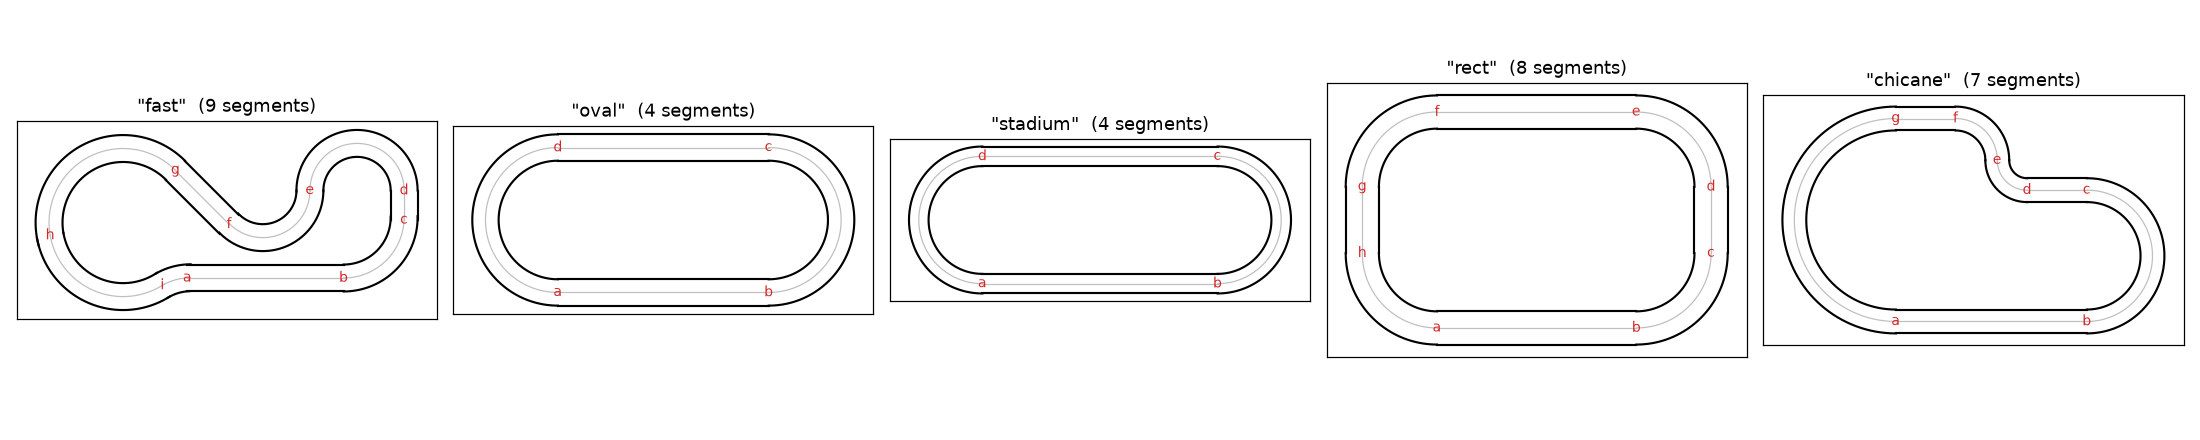 "fast"  (9 segments)
g
e
d
f
c
h
a
b
i
"oval"  (4 segments)
d
c
a
b
"stadium"  (4 segments)
d
c
a
b
"rect"  (8 segments)
f
e
g
d
h
c
a
b
"chicane"  (7 segments)
g
f
e
d
c
a
b